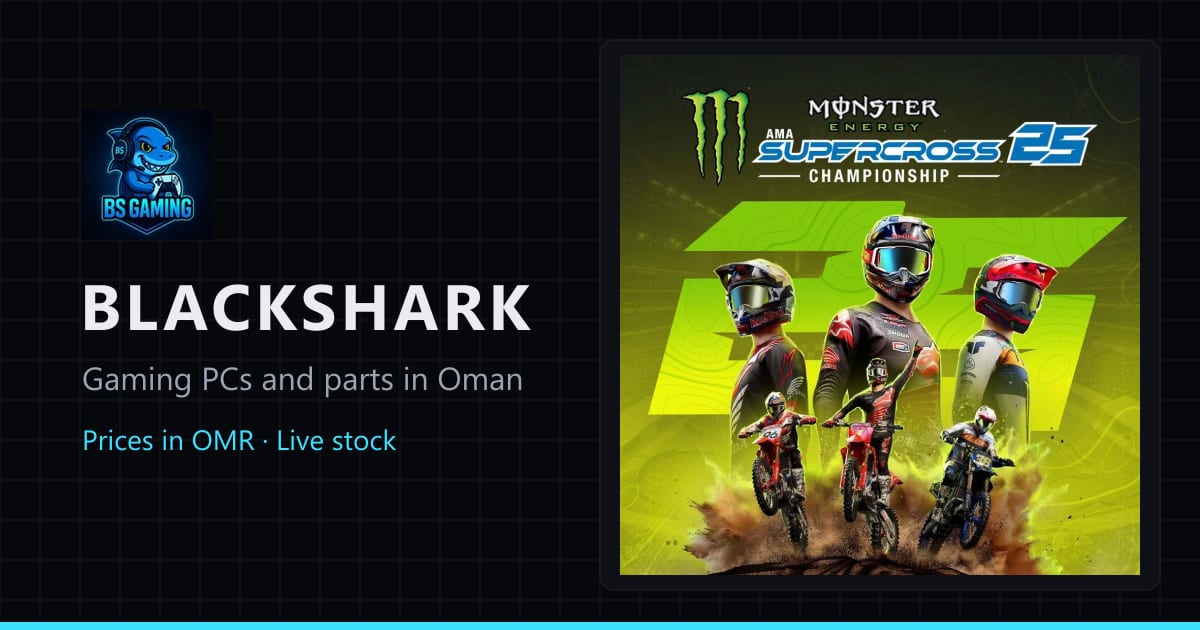 BS
BS GAMING
BLACKSHARK
Gaming PCs and parts in Oman
Prices in OMR · Live stock
MONSTER
ENERGY
AMA
SUPERCROSS 25
CHAMPIONSHIP